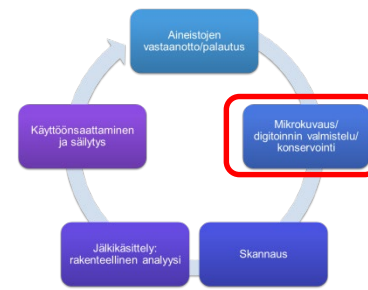 Aineistojen
vastaanotto/palautus
Mikrokuvaus/
digitoinnin valmistelu/
konservointi
Skannaus
Jälkikäsittely:
rakenteellinen analyysi
Käyttöönsaattaminen
ja säilytys